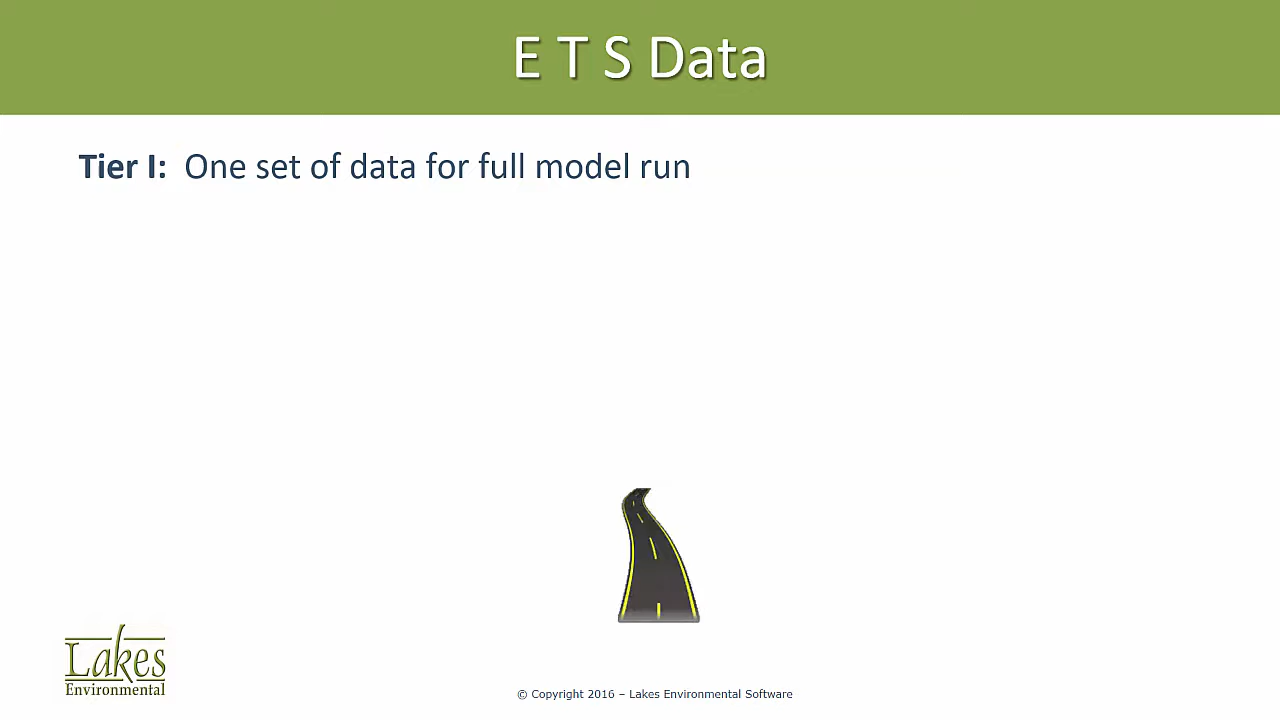 E T S Data
Tier I: One set of data for full model run
Lakes
Environmental
© Copyright 2016 – Lakes Environmental Software